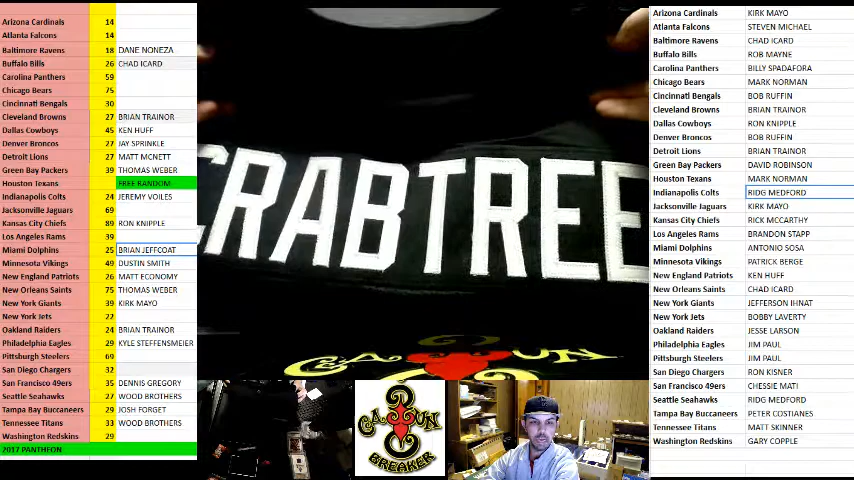 Arizona Cardinals 14
Atlanta Falcons 14
Baltimore Ravens 18 DANE NONEZA
Buffalo Bills 26 CHAD ICARD
Carolina Panthers 59
Chicago Bears 75
Cincinnati Bengals 30
Cleveland Browns 27 BRIAN TRAINOR
Dallas Cowboys 45 KEN HUFF
Denver Broncos 27 JAY SPRINKLE
Detroit Lions 27 MATT MCNETT
Green Bay Packers 39 THOMAS WEBER
Houston Texans FREE RANDOM
Indianapolis Colts 24 JEREMY VOILES
Jacksonville Jaguars 69
Kansas City Chiefs 89 RON KNIPPLE
Los Angeles Rams 39
Miami Dolphins 25 BRIAN JEFFCOAT
Minnesota Vikings 49 DUSTIN SMITH
New England Patriots 26 MATT ECONOMY
New Orleans Saints 75 THOMAS WEBER
New York Giants 39 KIRK MAYO
New York Jets 22
Oakland Raiders 24 BRIAN TRAINOR
Philadelphia Eagles 29 KYLE STEFFENSMEIER
Pittsburgh Steelers 69
San Diego Chargers 32
San Francisco 49ers 35 DENNIS GREGORY
Seattle Seahawks 27 WOOD BROTHERS
Tampa Bay Buccaneers 29 JOSH FORGET
Tennessee Titans 33 WOOD BROTHERS
Washington Redskins 29
2017 PANTHEON
CRABTREE
CAJUN
CAJUN
BREAKER
Arizona Cardinals KIRK MAYO
Atlanta Falcons STEVEN MICHAEL
Baltimore Ravens CHAD ICARD
Buffalo Bills ROB MAYNE
Carolina Panthers BILLY SPADAFORA
Chicago Bears MARK NORMAN
Cincinnati Bengals BOB RUFFIN
Cleveland Browns BRIAN TRAINOR
Dallas Cowboys RON KNIPPLE
Denver Broncos BOB RUFFIN
Detroit Lions BRIAN TRAINOR
Green Bay Packers DAVID ROBINSON
Houston Texans MARK NORMAN
Indianapolis Colts RIDG MEDFORD
Jacksonville Jaguars KIRK MAYO
Kansas City Chiefs RICK MCCARTHY
Los Angeles Rams BRANDON STAPP
Miami Dolphins ANTONIO SOSA
Minnesota Vikings PATRICK BERGE
New England Patriots KEN HUFF
New Orleans Saints CHAD ICARD
New York Giants JEFFERSON IHNAT
New York Jets BOBBY LAVERTY
Oakland Raiders JESSE LARSON
Philadelphia Eagles JIM PAUL
Pittsburgh Steelers JIM PAUL
San Diego Chargers RON KISNER
San Francisco 49ers CHESSIE MATI
Seattle Seahawks RIDG MEDFORD
Tampa Bay Buccaneers PETER COSTIANES
Tennessee Titans MATT SKINNER
Washington Redskins GARY COPPLE